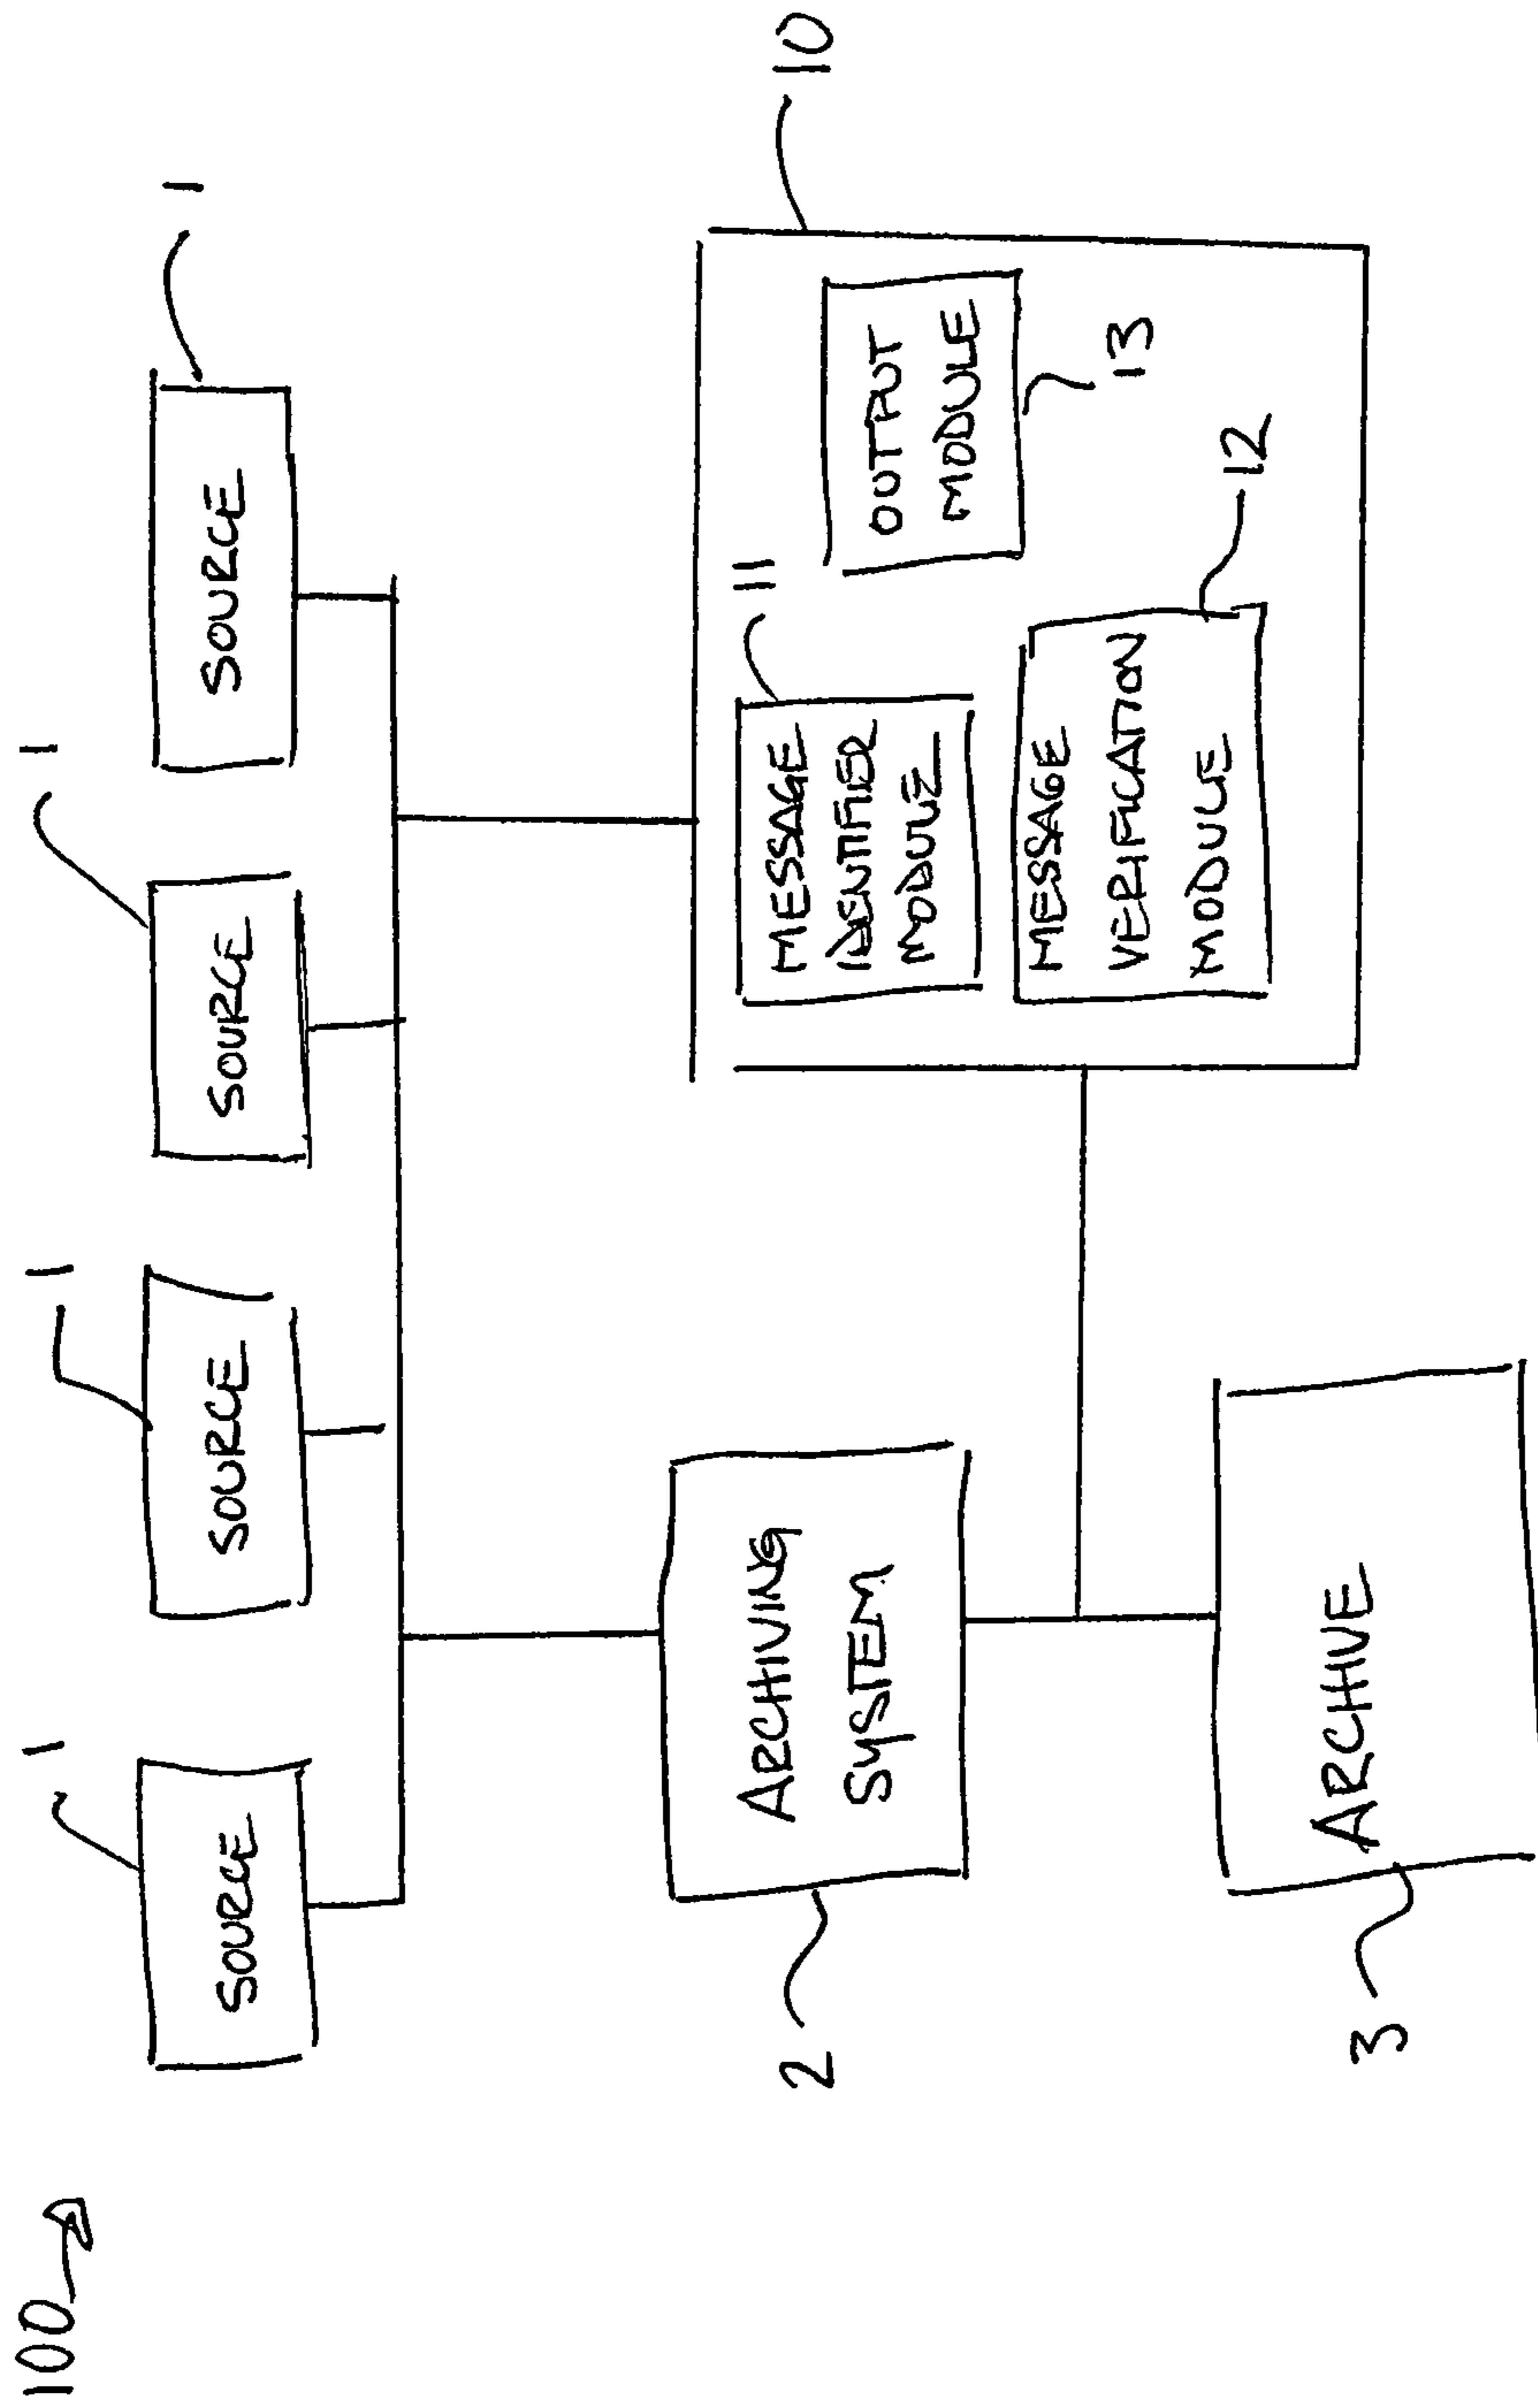 100
1
1
1
1
SOURCE
SOURCE
SOURCE
SOURCE
10
2
ARCHIVING
SYSTEM
11
MESSAGE
IDENTIFIER
MODULE
OUTPUT
MODULE
13
MESSAGE
VERIFICATION
MODULE
12
3
ARCHIVE